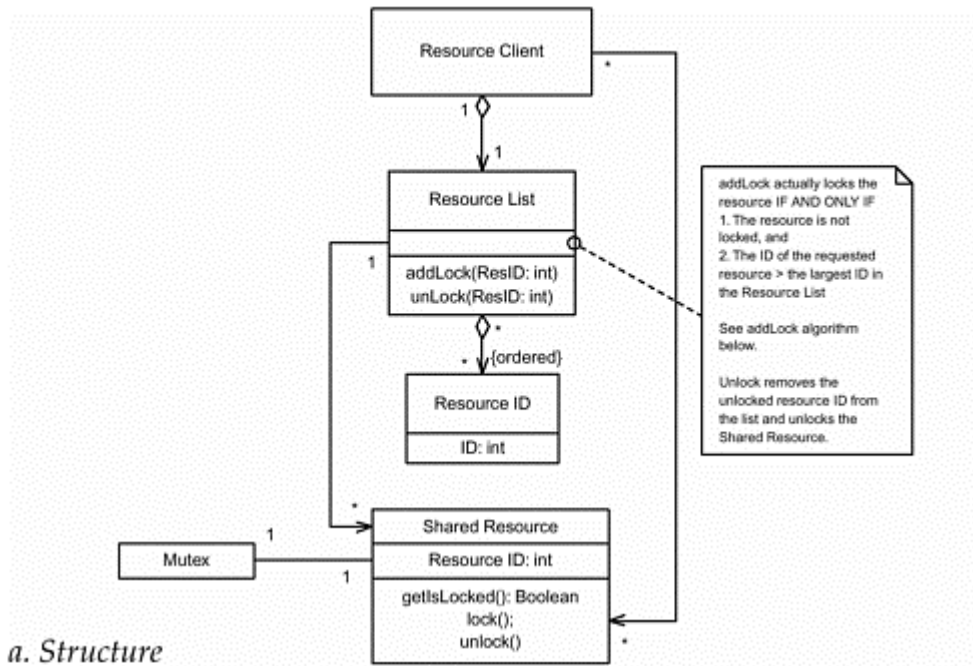 Resource Client
*
1
1
Resource List
1
addLock(ResID: int)
unLock(ResID: int)
*
* {ordered}
Resource ID
ID: int
addLock actually locks the
resource IF AND ONLY IF
1. The resource is not
locked, and
2. The ID of the requested
resource > the largest ID in
the Resource List
See addLock algorithm
below.
Unlock removes the
unlocked resource ID from
the list and unlocks the
Shared Resource.
*
Shared Resource
1
Mutex
1
Resource ID: int
getIsLocked(): Boolean
lock();
unlock()
*
a. Structure